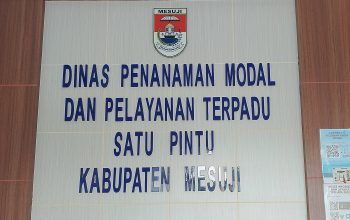 MESUJI
DINAS PENANAMAN MODAL
DAN PELAYANAN TERPADU
SATU PINTU
KABUPATEN MESUJI